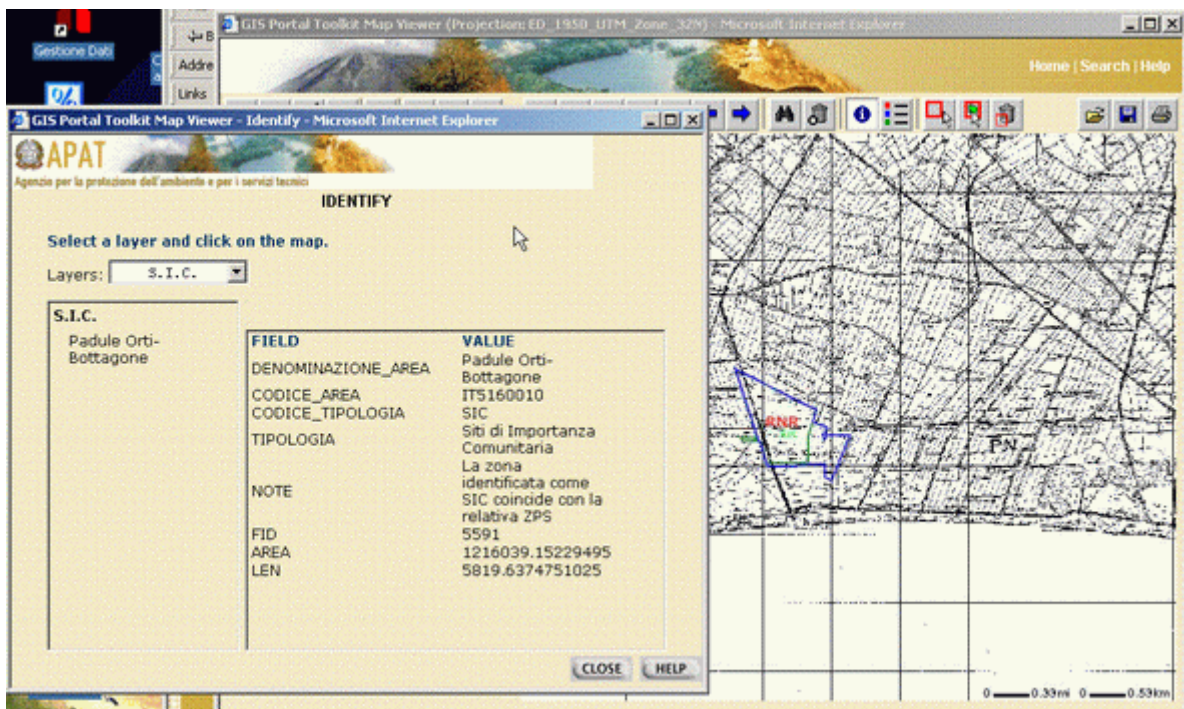 GIS Portal Toolkit Map Viewer (Projection: ED_1950_UTM_Zone_32N) - Microsoft Internet Explorer
Gestione Dati
Addre
Links
Home | Search | Help
GIS Portal Toolkit Map Viewer - Identify - Microsoft Internet Explorer
APAT
Agenzia per la protezione dell'ambiente e per i servizi tecnici
IDENTIFY
Select a layer and click on the map.
Layers: S.I.C.
S.I.C.
Padule Orti-
Bottagone
FIELD VALUE
DENOMINAZIONE_AREA Padule Orti-
Bottagone
CODICE_AREA IT5160010
CODICE_TIPOLOGIA SIC
TIPOLOGIA Siti di Importanza
Comunitaria
NOTE La zona
identificata come
SIC coincide con la
relativa ZPS
FID 5591
AREA 1216039.15229495
LEN 5819.6374751025
CLOSE HELP
RNR
PN
0 0.33mi 0 0.53km